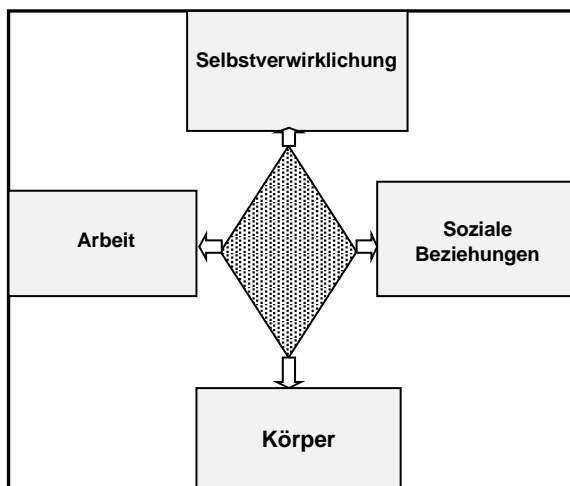 Selbstverwirklichung
Arbeit
Soziale
Beziehungen
Körper